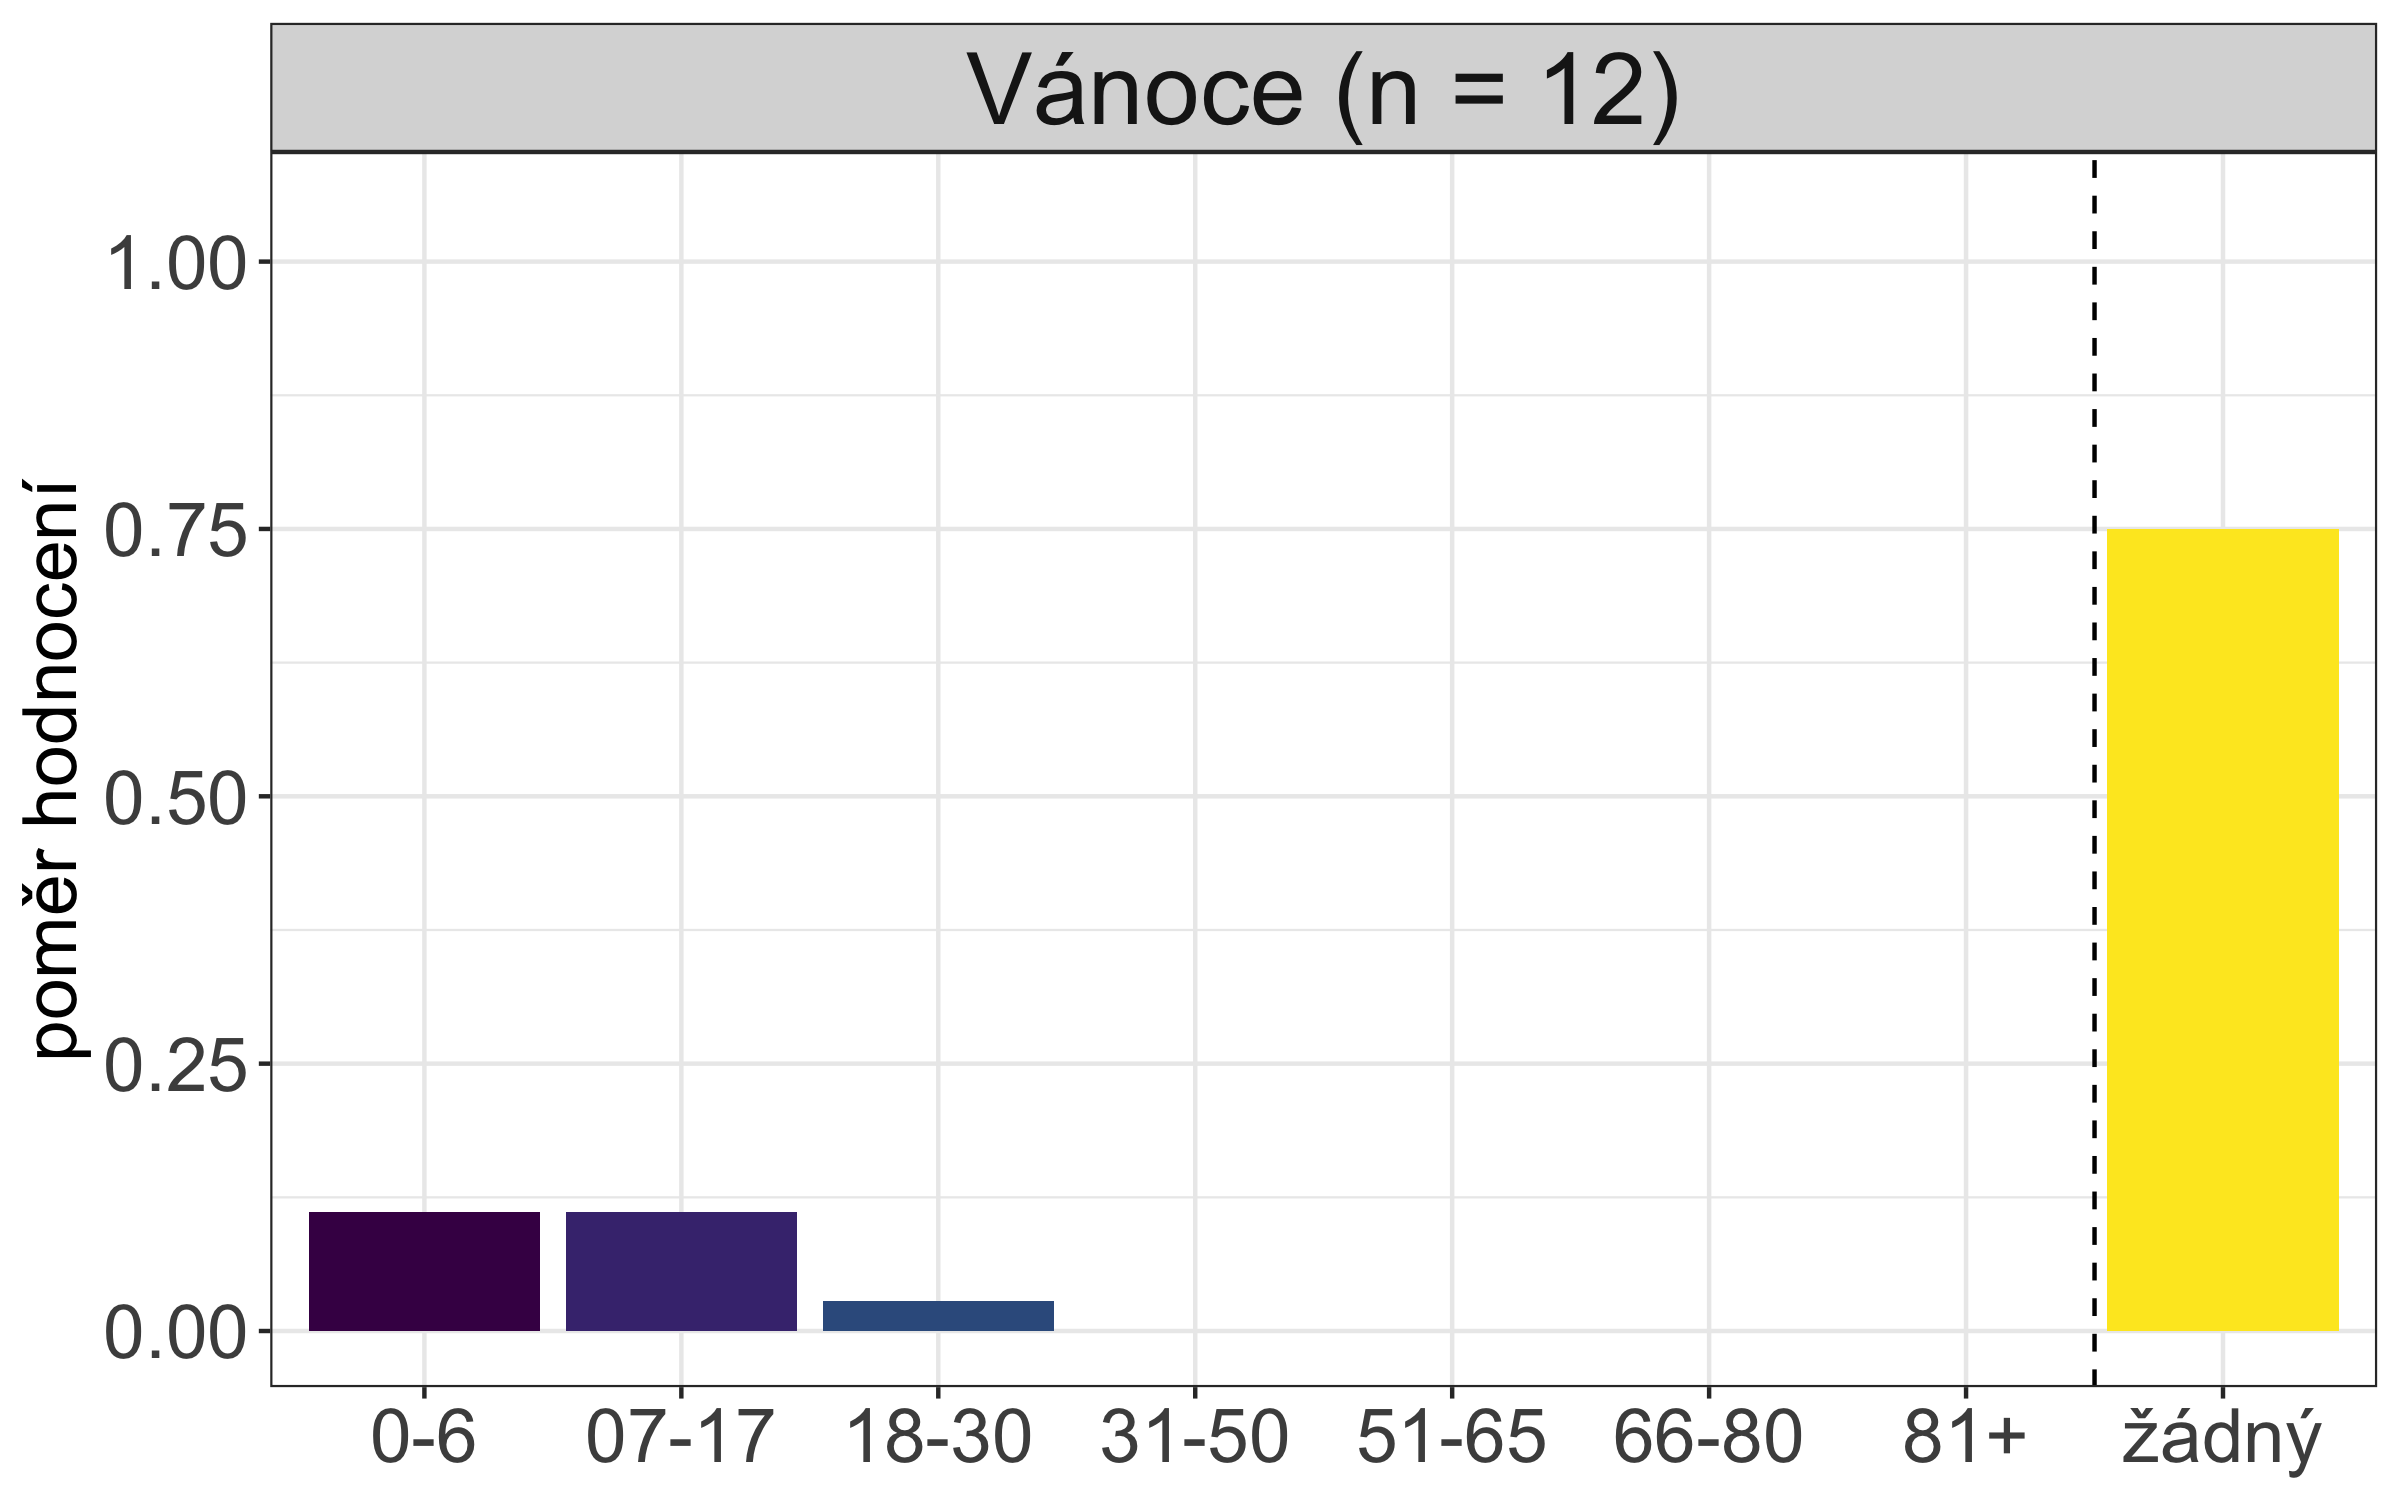 Vánoce (n = 12)
poměr hodnocení
1.00
0.75
0.50
0.25
0.00
0-6 07-17 18-30 31-50 51-65 66-80 81+ žádný